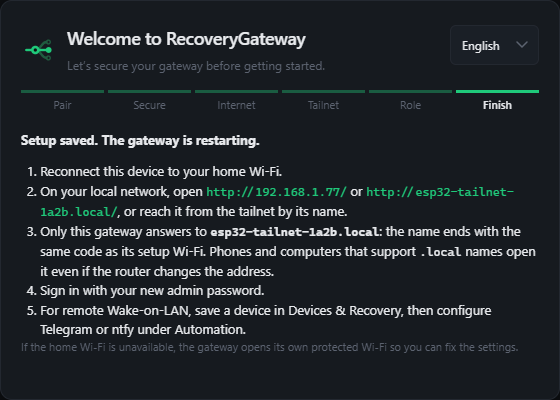 Welcome to RecoveryGateway
English
Let's secure your gateway before getting started.
Pair
Secure
Internet
Tailnet
Role
Finish
Setup saved. The gateway is restarting.
1. Reconnect this device to your home Wi-Fi.
2. On your local network, open http://192.168.1.77/ or http://esp32-tailnet-
1a2b.local/, or reach it from the tailnet by its name.
3. Only this gateway answers to esp32-tailnet-1a2b.local: the name ends with the
same code as its setup Wi-Fi. Phones and computers that support .local names open
it even if the router changes the address.
4. Sign in with your new admin password.
5. For remote Wake-on-LAN, save a device in Devices & Recovery, then configure
Telegram or ntfy under Automation.
If the home Wi-Fi is unavailable, the gateway opens its own protected Wi-Fi so you can fix the settings.